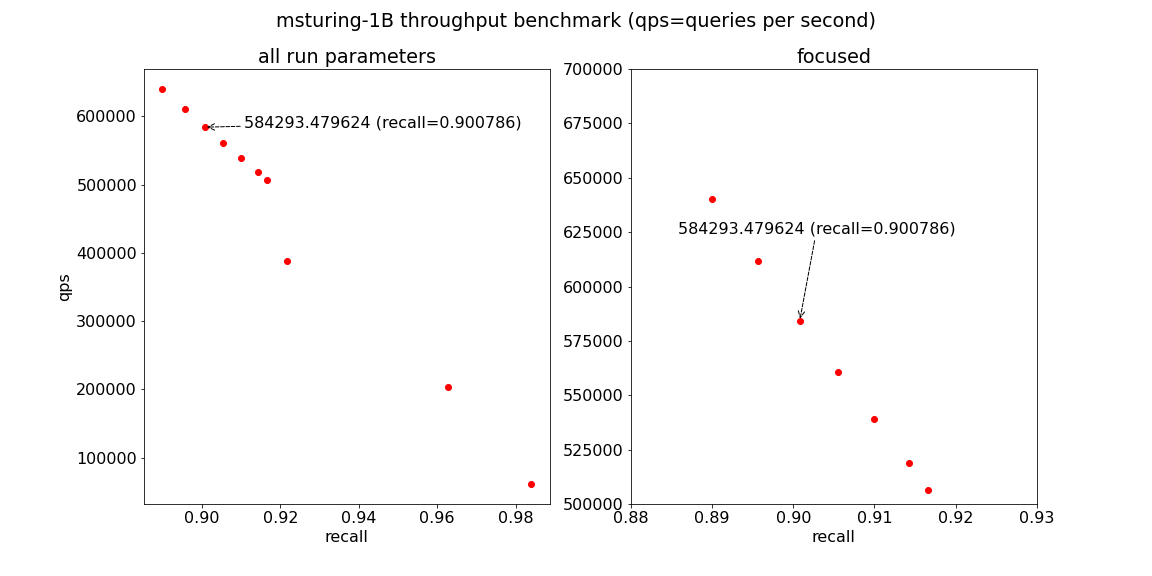 msturing-1B throughput benchmark (qps=queries per second)
all run parameters
600000
500000
400000
300000
200000
100000
qps
584293.479624 (recall=0.900786)
0.90 0.92 0.94 0.96 0.98
recall
focused
700000
675000
650000
625000
600000
575000
550000
525000
500000
584293.479624 (recall=0.900786)
0.88 0.89 0.90 0.91 0.92 0.93
recall